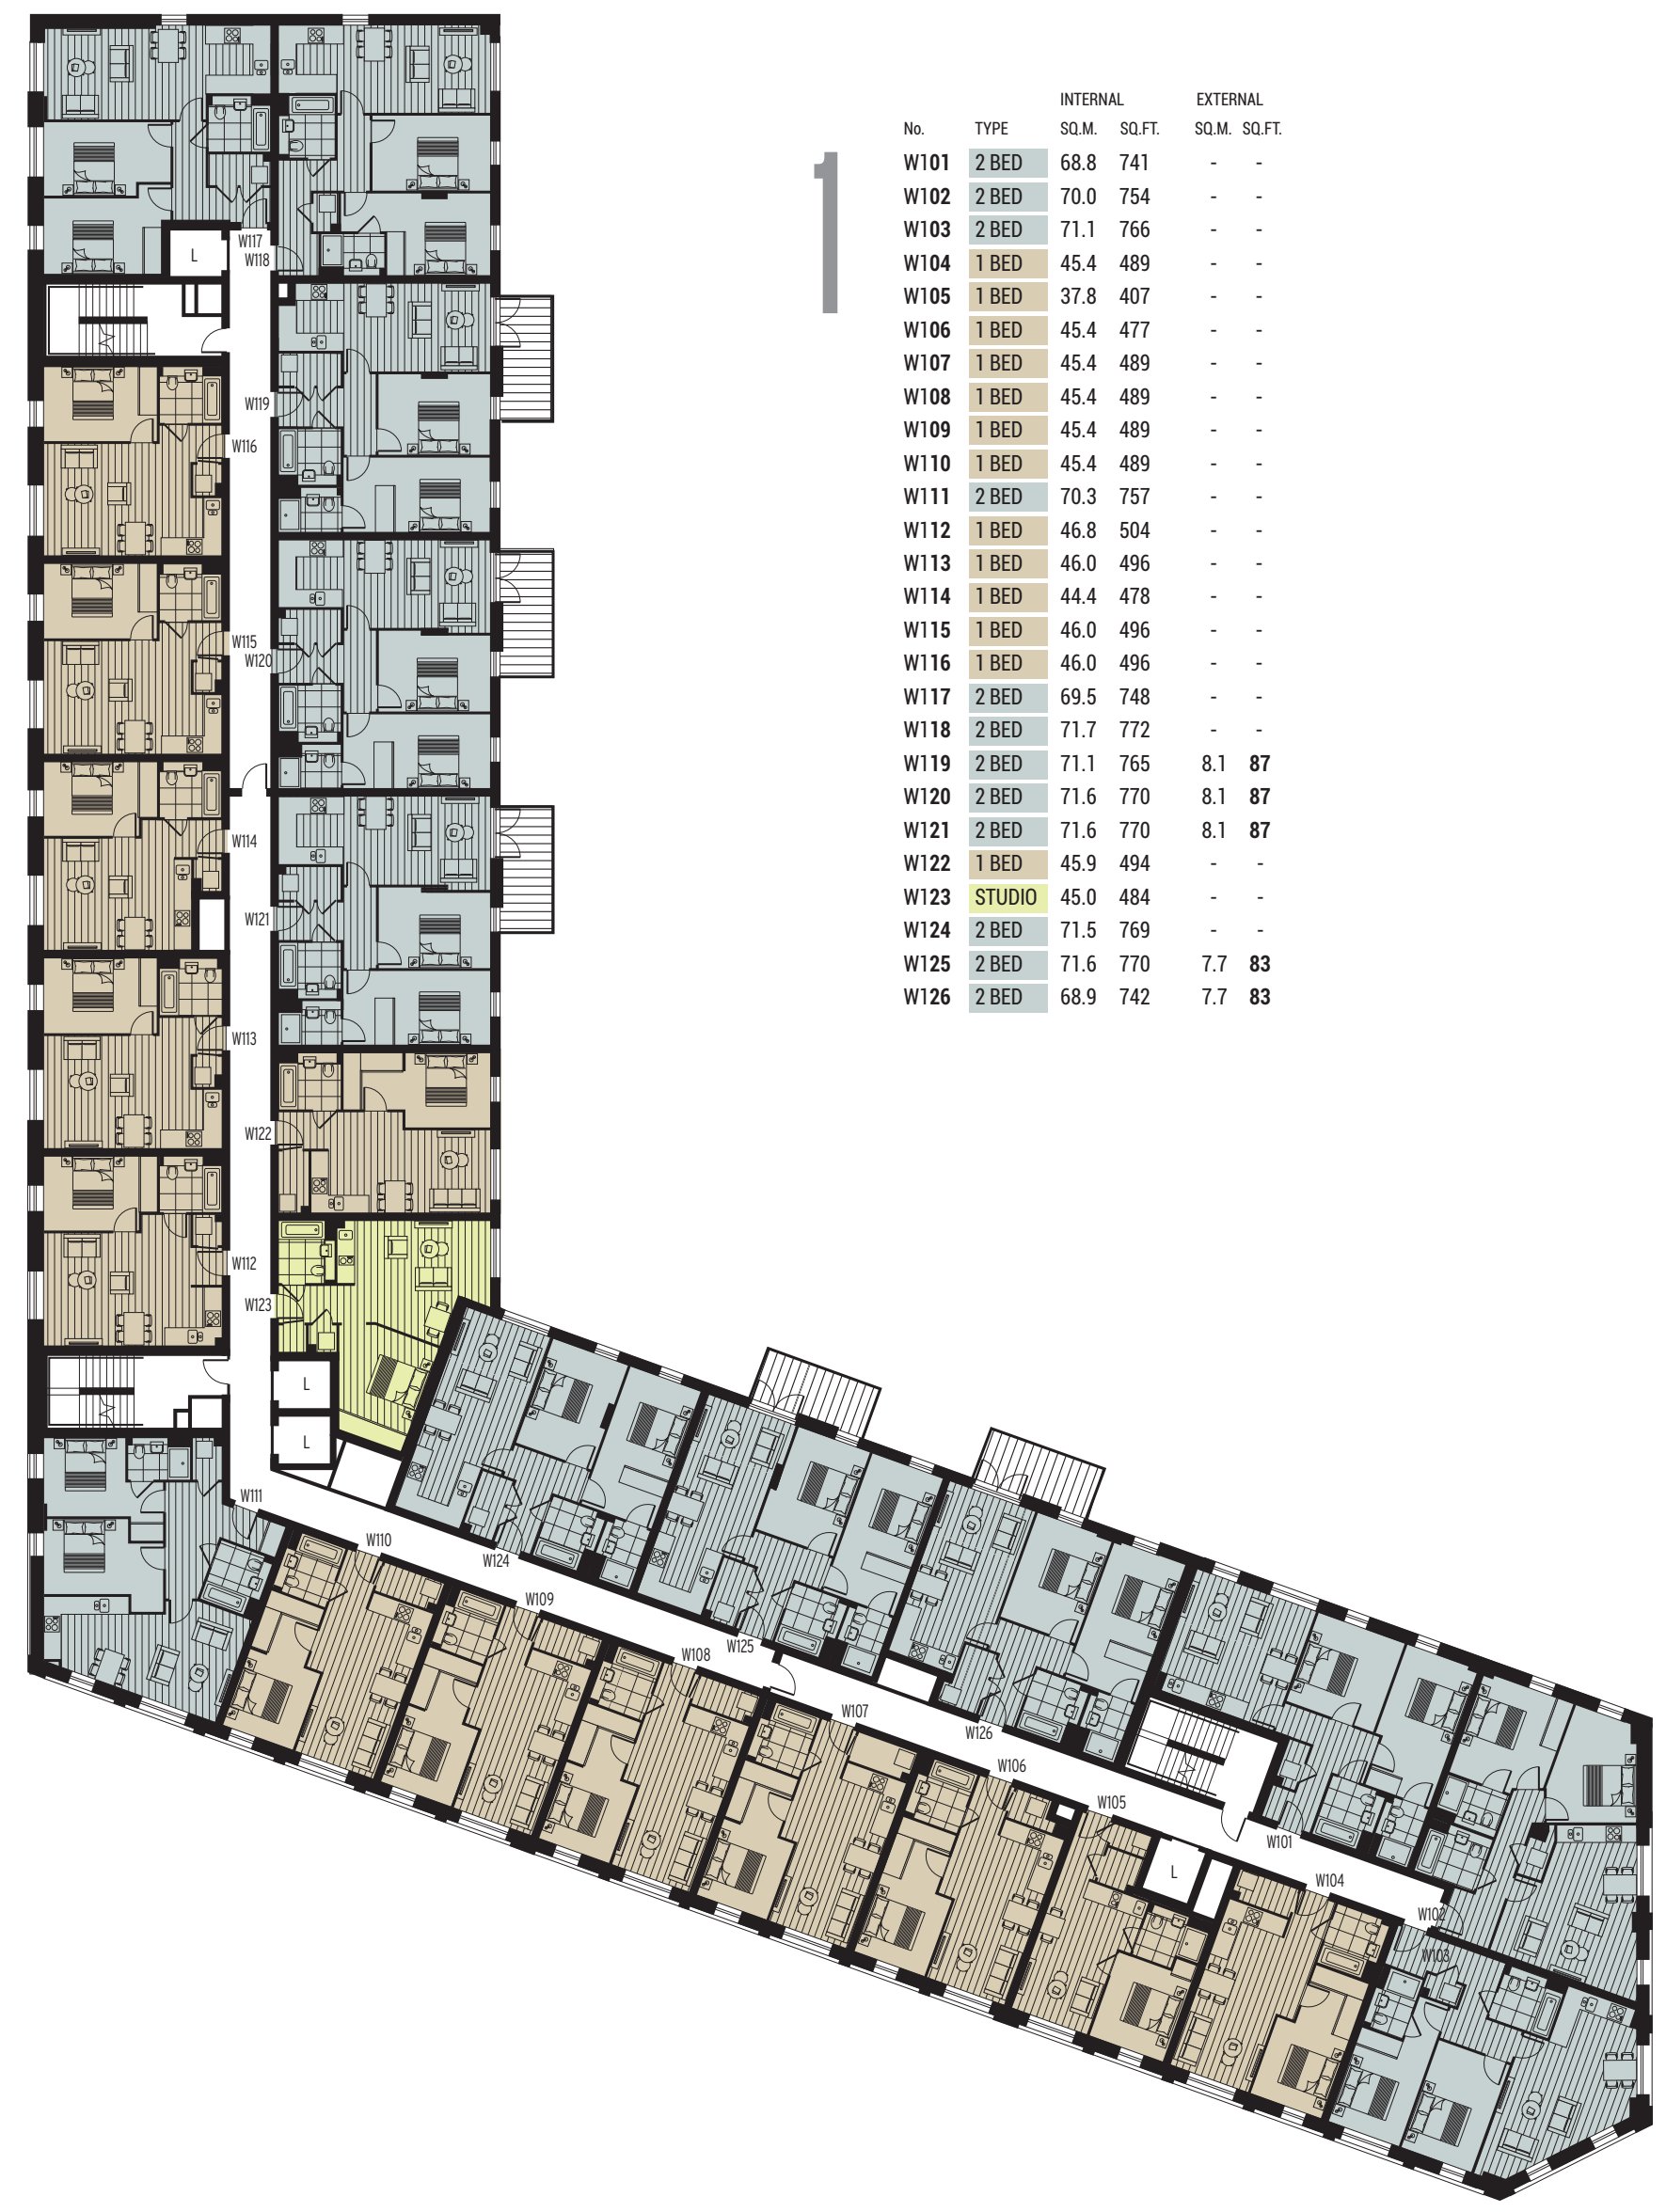 1
INTERNAL EXTERNAL
No. TYPE SQ.M. SQ.FT. SQ.M. SQ.FT.
W101 2 BED 68.8 741 - -
W102 2 BED 70.0 754 - -
W103 2 BED 71.1 766 - -
W104 1 BED 45.4 489 - -
W105 1 BED 37.8 407 - -
W106 1 BED 45.4 477 - -
W107 1 BED 45.4 489 - -
W108 1 BED 45.4 489 - -
W109 1 BED 45.4 489 - -
W110 1 BED 45.4 489 - -
W111 2 BED 70.3 757 - -
W112 1 BED 46.8 504 - -
W113 1 BED 46.0 496 - -
W114 1 BED 44.4 478 - -
W115 1 BED 46.0 496 - -
W116 1 BED 46.0 496 - -
W117 2 BED 69.5 748 - -
W118 2 BED 71.7 772 - -
W119 2 BED 71.1 765 8.1 87
W120 2 BED 71.6 770 8.1 87
W121 2 BED 71.6 770 8.1 87
W122 1 BED 45.9 494 - -
W123 STUDIO 45.0 484 - -
W124 2 BED 71.5 769 - -
W125 2 BED 71.6 770 7.7 83
W126 2 BED 68.9 742 7.7 83
W117
L
W118
W119
W116
W115
W120
W114
W121
W113
W122
W112
W123
L
L
W111
W110
W124
W109
W125
W108
W107
W126
W106
W105
W101
L
W104
W102
W103